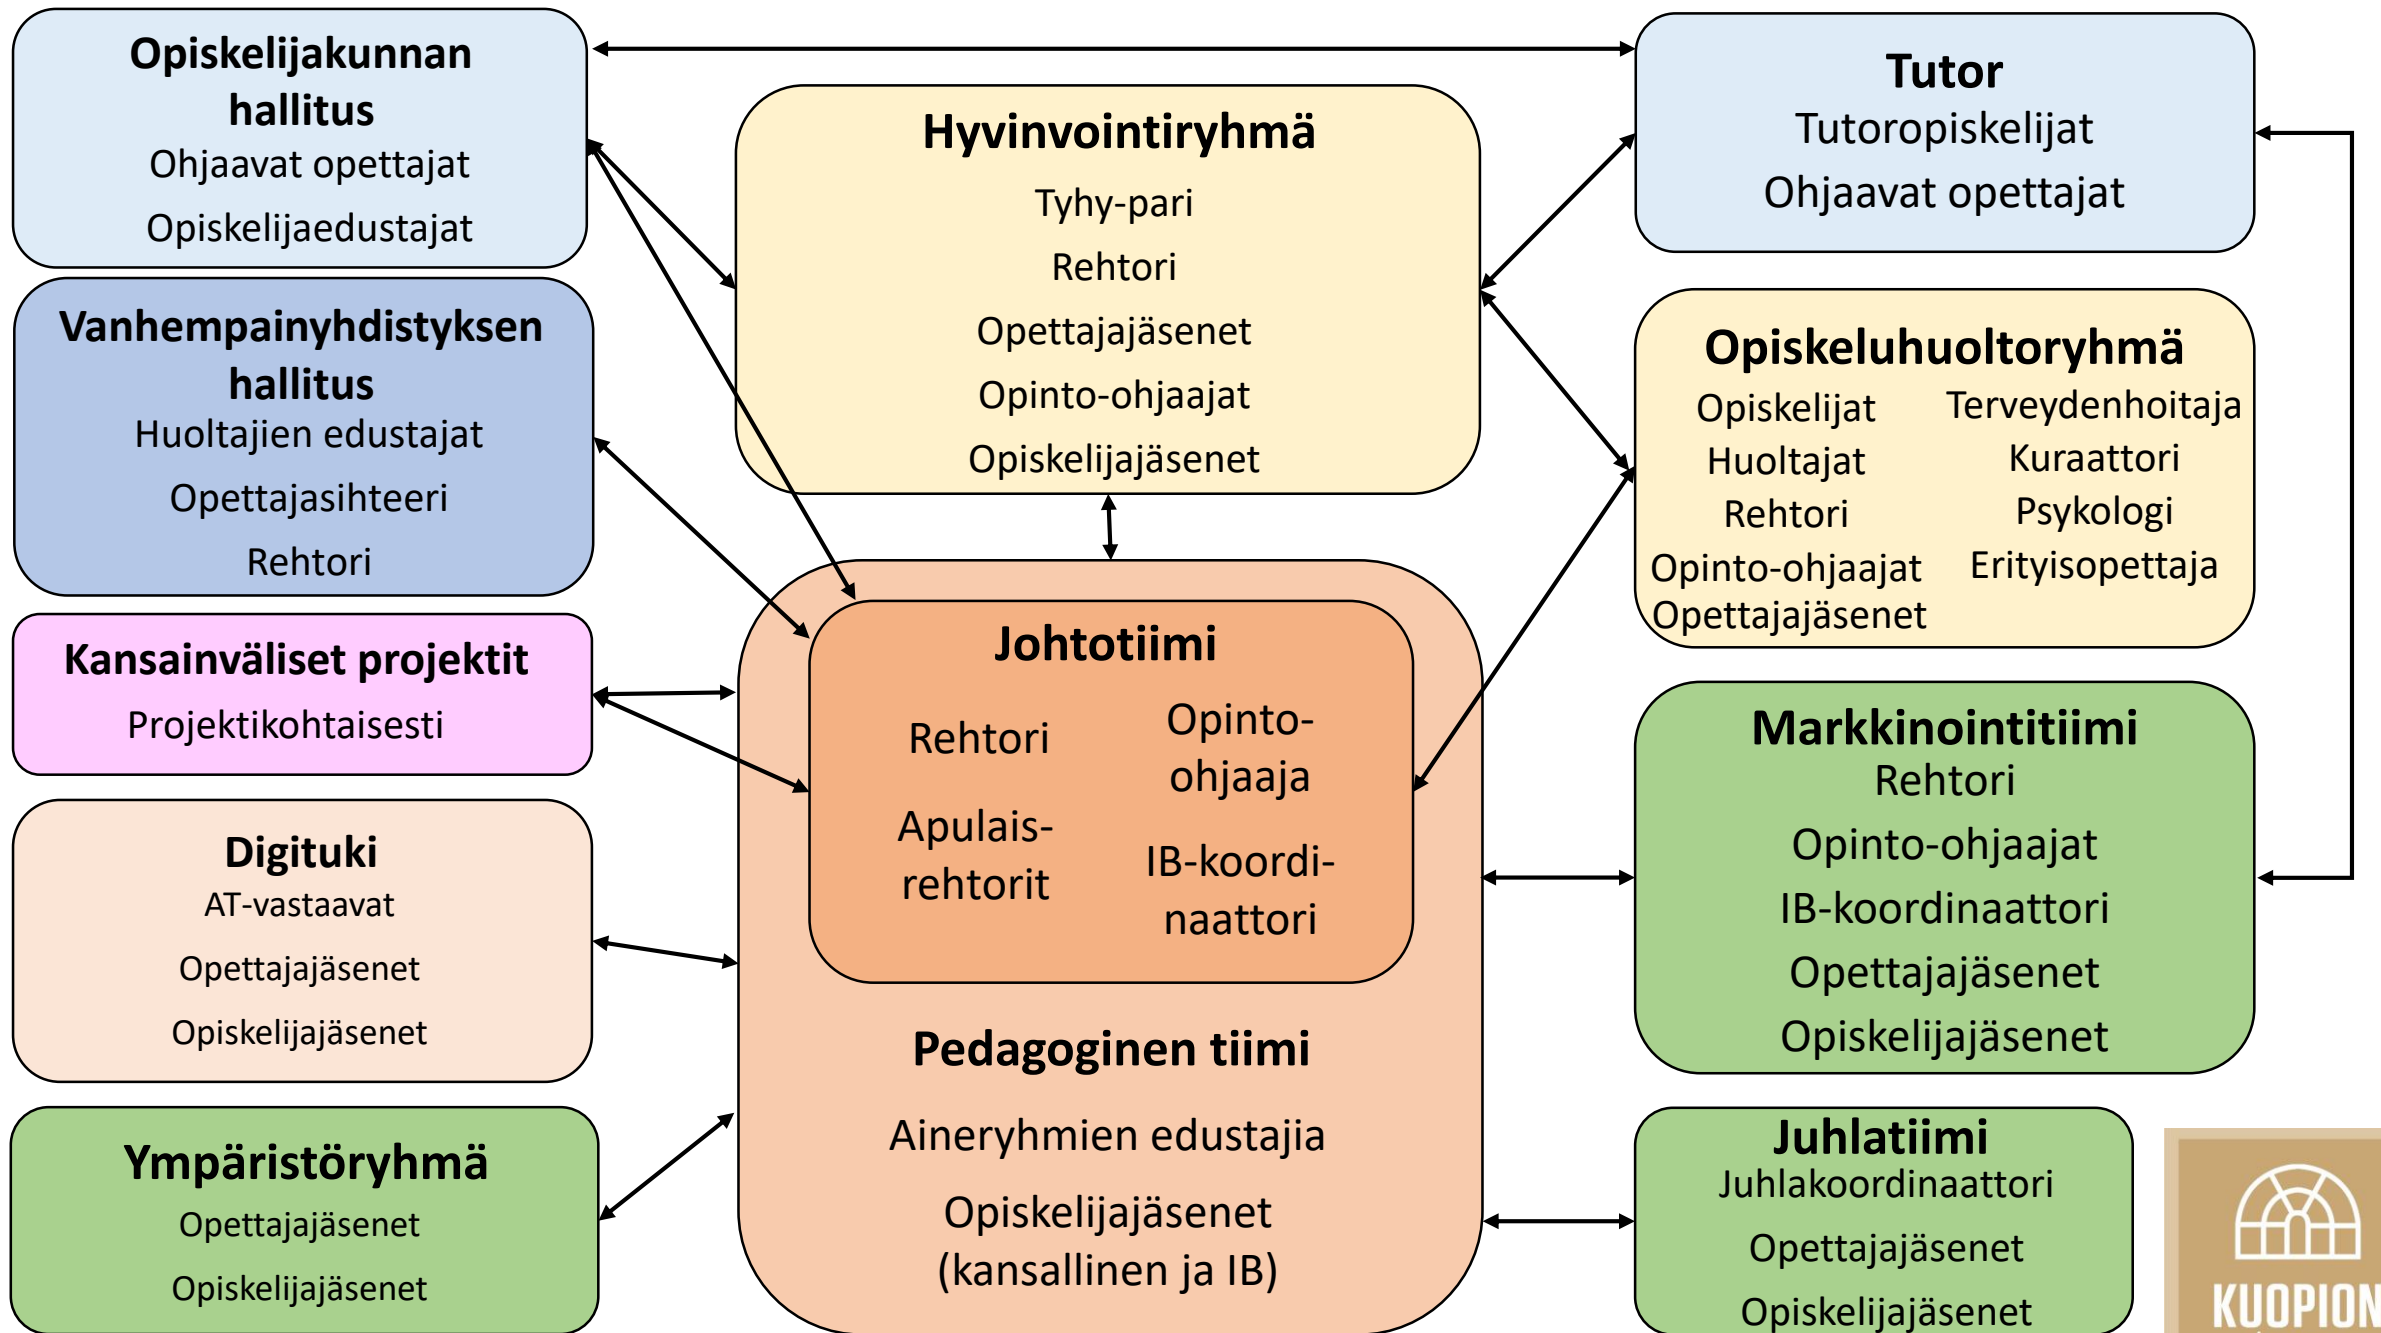 Opiskelijakunnan
hallitus
Ohjaavat opettajat
Opiskelijaedustajat
Vanhempainyhdistyksen
hallitus
Huoltajien edustajat
Opettajasihteeri
Rehtori
Kansainväliset projektit
Projektikohtaisesti
Digituki
AT-vastaavat
Opettajajäsenet
Opiskelijajäsenet
Ympäristöryhmä
Opettajajäsenet
Opiskelijajäsenet
Hyvinvointiryhmä
Tyhy-pari
Rehtori
Opettajajäsenet
Opinto-ohjaajat
Opiskelijajäsenet
Johtotiimi
Rehtori
Apulais-
rehtorit
Opinto-
ohjaaja
IB-koordi-
naattori
Pedagoginen tiimi
Aineryhmien edustajia
Opiskelijajäsenet
(kansallinen ja IB)
Tutor
Tutoropiskelijat
Ohjaavat opettajat
Opiskeluhuoltoryhmä
Opiskelijat
Huoltajat
Rehtori
Opinto-ohjaajat
Opettajajäsenet
Terveydenhoitaja
Kuraattori
Psykologi
Erityisopettaja
Markkinointitiimi
Rehtori
Opinto-ohjaajat
IB-koordinaattori
Opettajajäsenet
Opiskelijajäsenet
Juhlatiimi
Juhlakoordinaattori
Opettajajäsenet
Opiskelijajäsenet
KUOPION